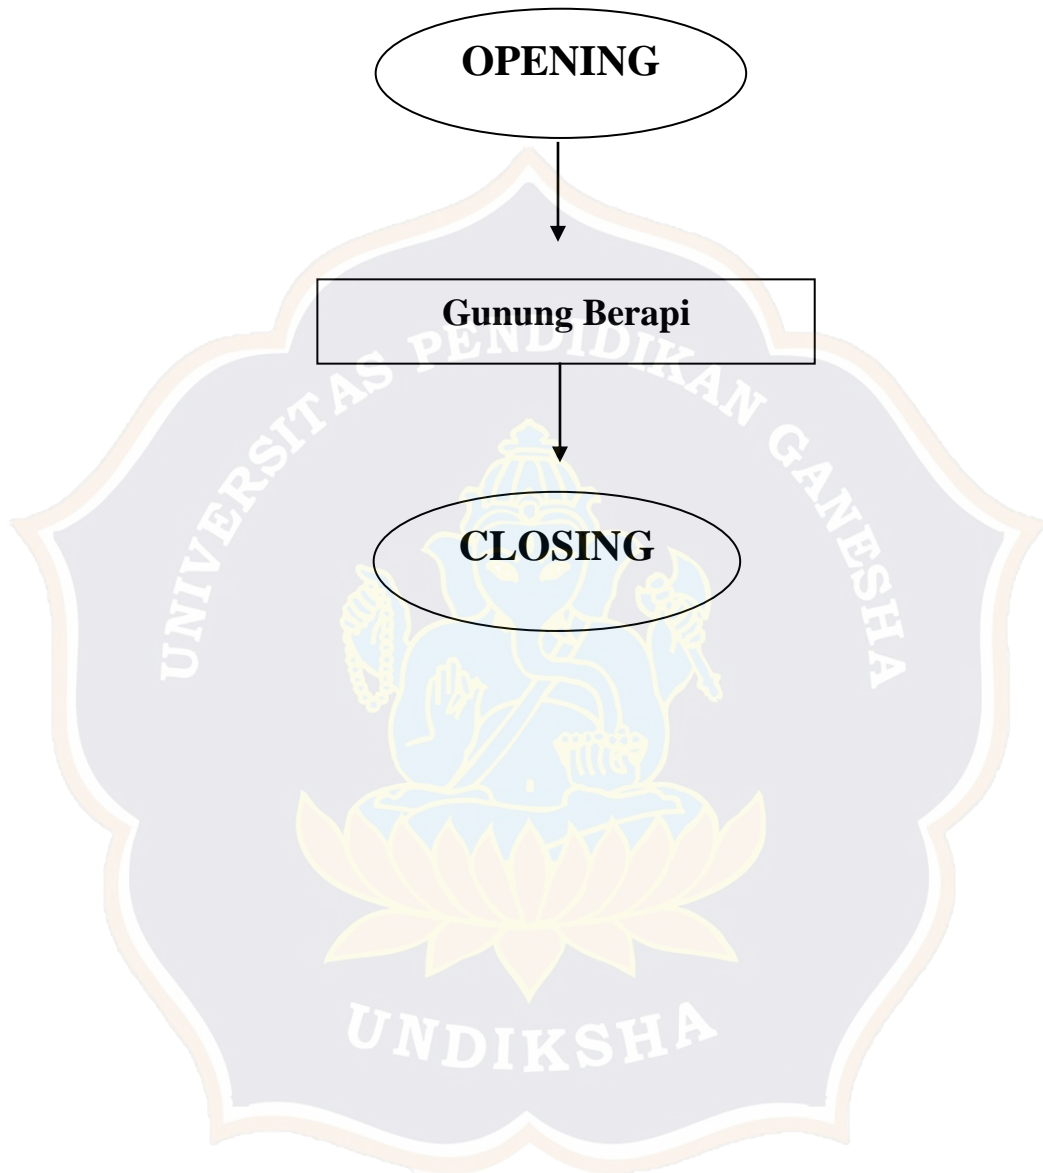 OPENING
Gunung Berapi
CLOSING
UNIVERSITAS PENDIDIKAN GANESHA
UNDIKSHA